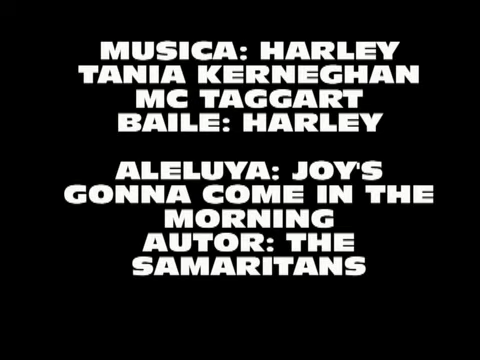 MUSICA: HARLEY
TANIA KERNEGHAN
MC TAGGART
BAILE: HARLEY
ALELUYA: JOY'S
GONNA COME IN THE
MORNING
AUTOR: THE
SAMARITANS